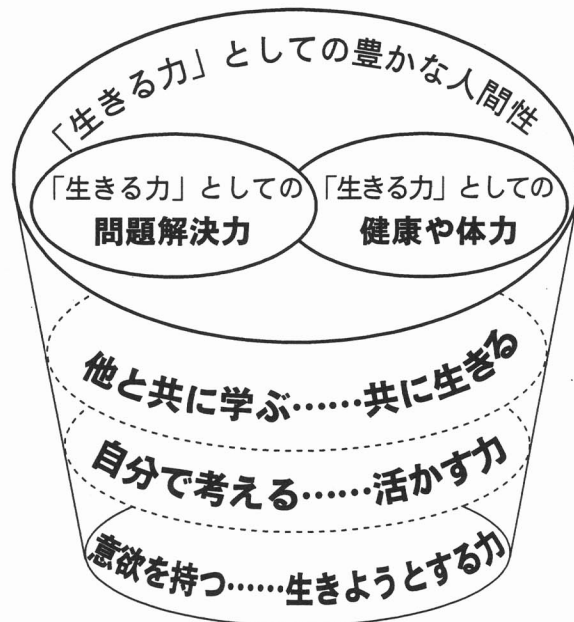 「生きる力」としての豊かな人間性
「生きる力」としての
問題解決力
「生きる力」としての
健康や体力
他と共に学ぶ……共に生きる
自分で考える……活かす力
意欲を持つ……生きようとする力